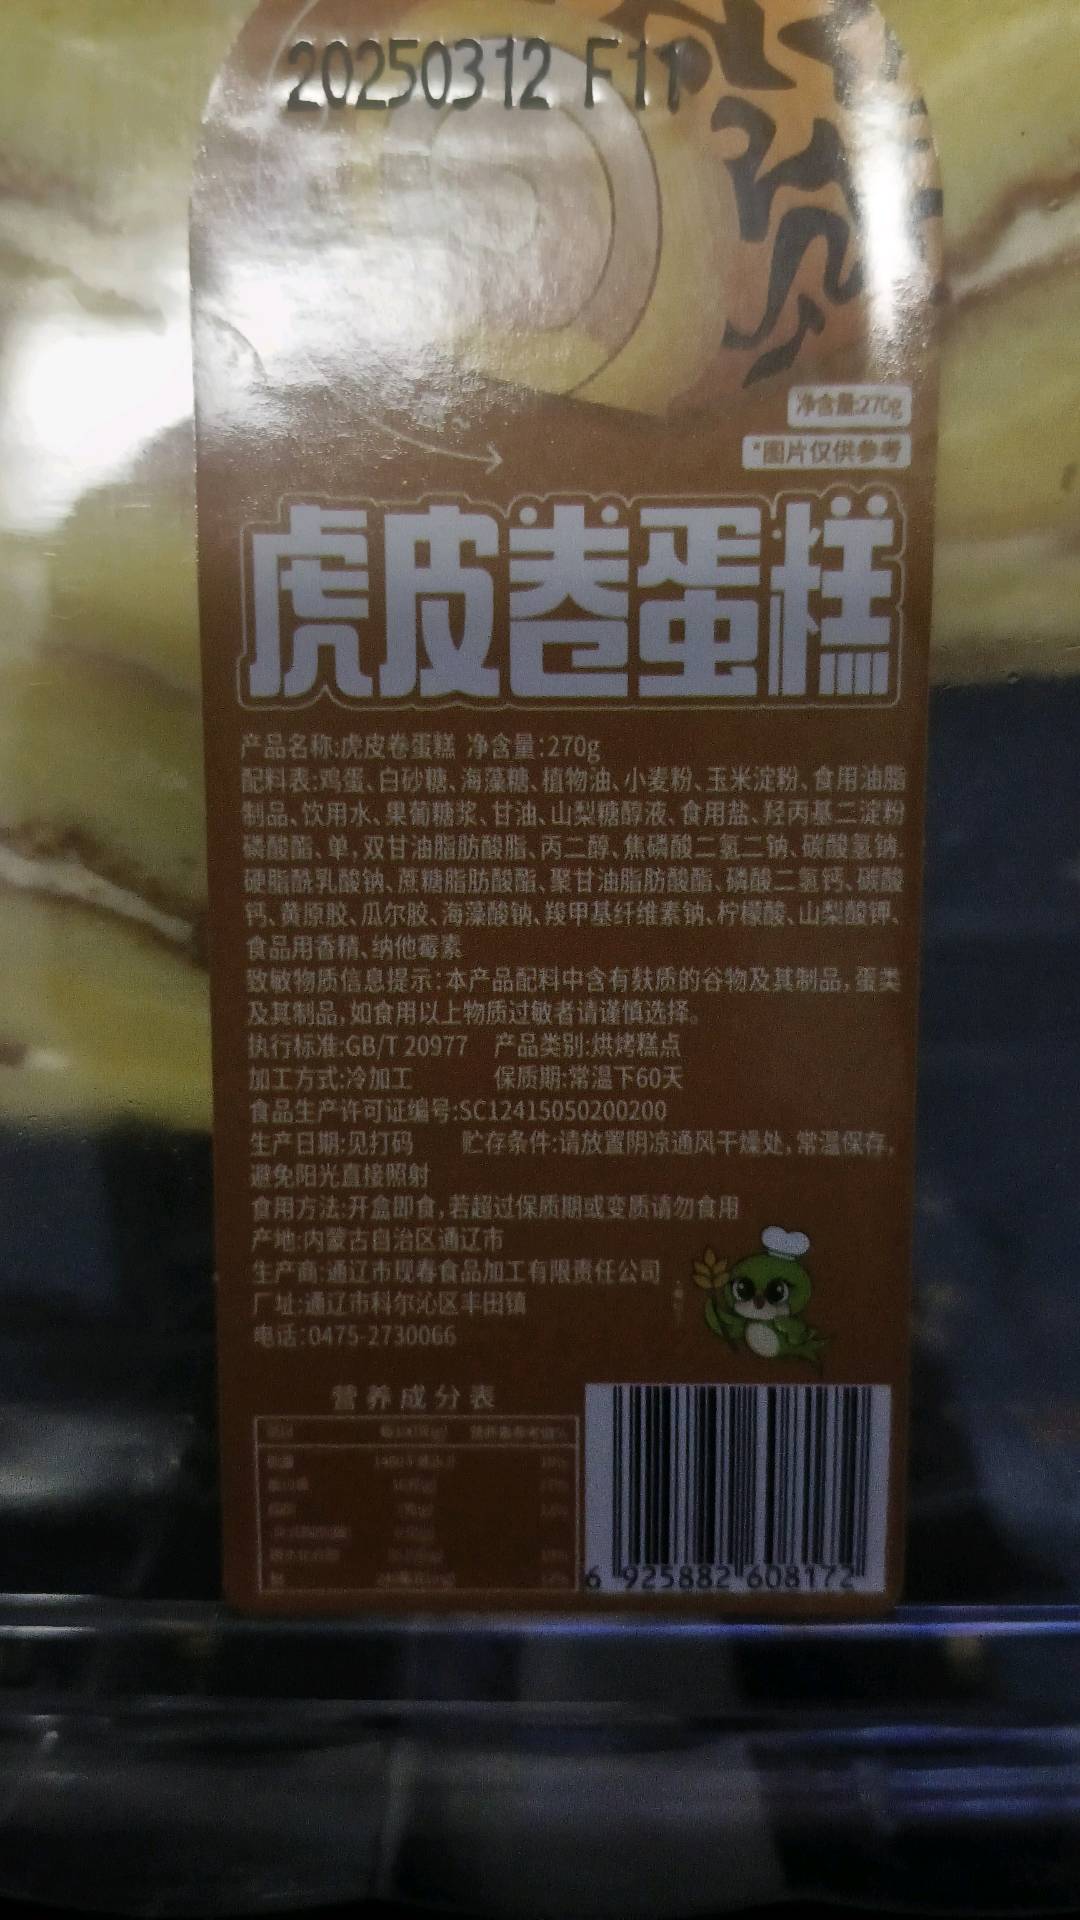 20250312 F11
净含量:270g
*图片仅供参考
虎皮卷蛋糕
产品名称:虎皮卷蛋糕 净含量:270g
配料表:鸡蛋、白砂糖、海藻糖、植物油、小麦粉、玉米淀粉、食用油脂
制品、饮用水、果葡糖浆、甘油、山梨糖醇液、食用盐、羟丙基二淀粉
磷酸酯、单,双甘油脂肪酸脂、丙二醇、焦磷酸二氢二钠、碳酸氢钠、
硬脂酰乳酸钠、蔗糖脂肪酸酯、聚甘油脂肪酸酯、磷酸二氢钙、碳酸
钙、黄原胶、瓜尔胶、海藻酸钠、羧甲基纤维素钠、柠檬酸、山梨酸钾、
食品用香精、纳他霉素
致敏物质信息提示:本产品配料中含有麸质的谷物及其制品,蛋类
及其制品,如食用以上物质过敏者请谨慎选择。
执行标准:GB/T 20977 产品类别:烘烤糕点
加工方式:冷加工 保质期:常温下60天
食品生产许可证编号:SC12415050200200
生产日期:见打码 贮存条件:请放置阴凉通风干燥处,常温保存,
避免阳光直接照射
食用方法:开盒即食,若超过保质期或变质请勿食用
产地:内蒙古自治区通辽市
生产商:通辽市现春食品加工有限责任公司
厂址:通辽市科尔沁区丰田镇
电话:0475-2730066
营养成分表
6 925882 608172